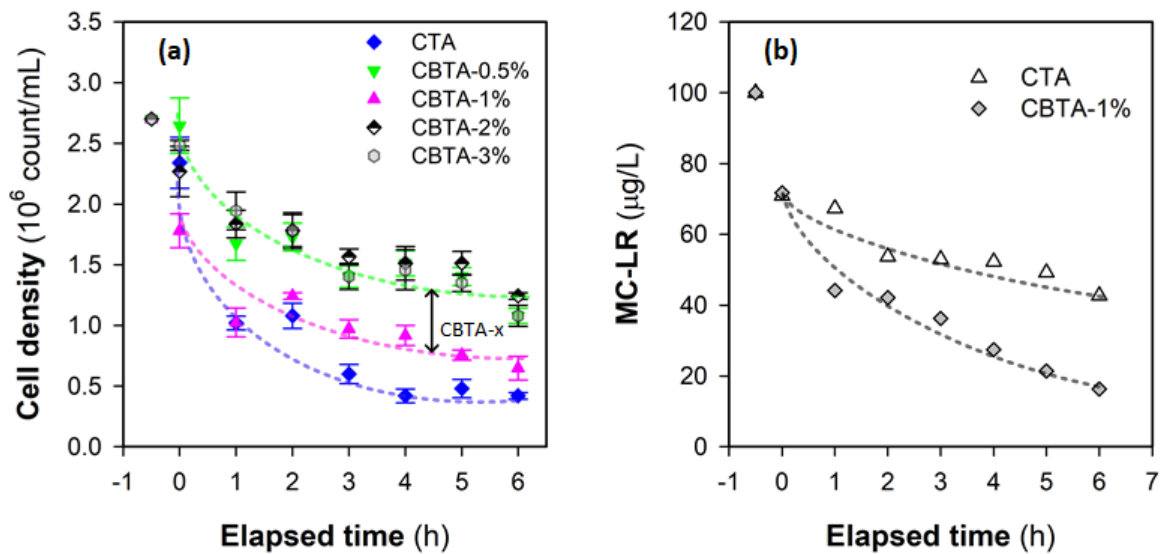 (a)
CTA
CBTA-0.5%
CBTA-1%
CBTA-2%
CBTA-3%
CBTA-x
Cell density (10⁶ count/mL)
3.5
3.0
2.5
2.0
1.5
1.0
0.5
0.0
-1 0 1 2 3 4 5 6
Elapsed time (h)
(b)
CTA
CBTA-1%
MC-LR (µg/L)
120
100
80
60
40
20
0
-1 0 1 2 3 4 5 6 7
Elapsed time (h)